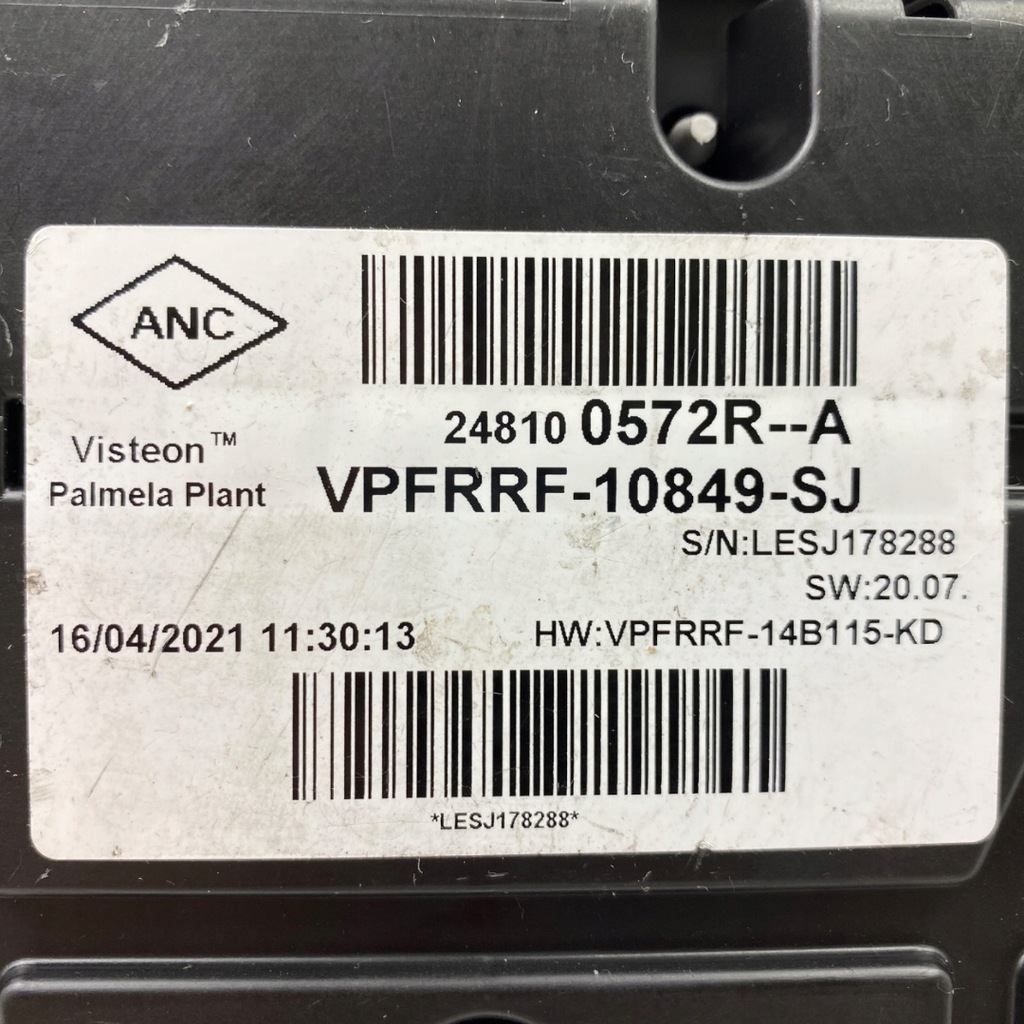 ANC
24810 0572R--A
Visteon™
Palmela Plant
VPFRRF-10849-SJ
S/N:LESJ178288
SW:20.07.
16/04/2021 11:30:13
HW:VPFRRF-14B115-KD
*LESJ178288*